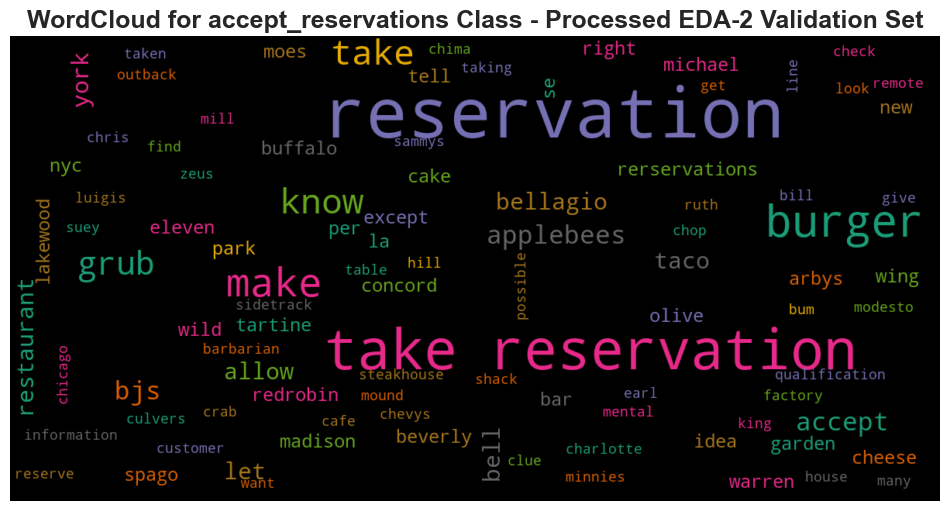 WordCloud for accept_reservations Class - Processed EDA-2 Validation Set
taken
moes
take
chima
right
check
outback
york
tell
taking
se
michael
line
look
remote
get
new
reservation
mill
chris
find
buffalo
sammys
nyc
zeus
cake
rerservations
luigis
know
bellagio
ruth
bill
give
burger
lakewood
suey
eleven
except
per
la
applebees
chop
park
grub
table
hill
concord
possible
taco
arbys
wing
make
sidetrack
restaurant
wild
tartine
olive
bum
modesto
chicago
barbarian
take reservation
allow
steakhouse
shack
qualification
bjs
redrobin
mound
bar
earl
factory
culvers
crab
cafe
chevys
mental
king
accept
information
customer
madison
beverly
bell
charlotte
idea
garden
clue
cheese
reserve
spago
let
want
minnies
warren
house
many